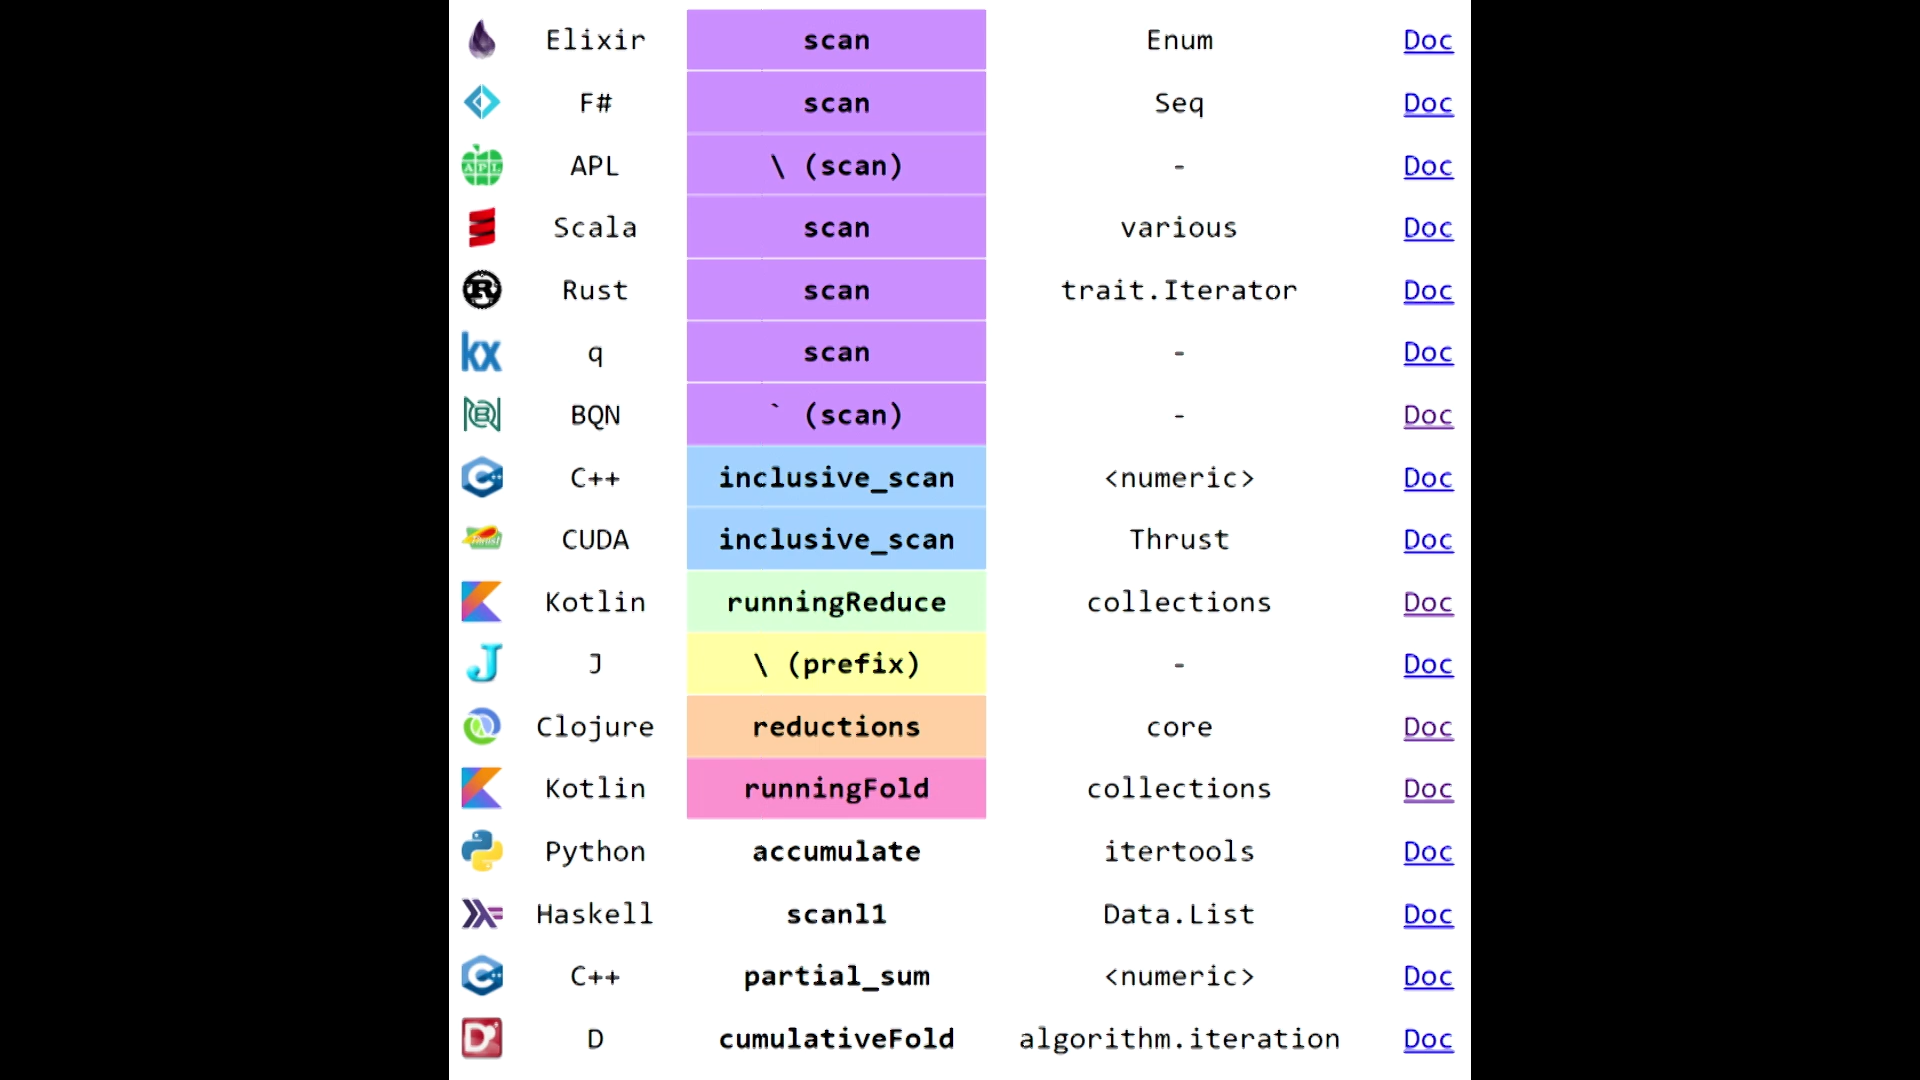 Elixir scan Enum Doc
F# scan Seq Doc
APL \ (scan) - Doc
Scala scan various Doc
Rust scan trait.Iterator Doc
kx q scan - Doc
BQN ` (scan) - Doc
C++ inclusive_scan <numeric> Doc
CUDA inclusive_scan Thrust Doc
Kotlin runningReduce collections Doc
J \ (prefix) - Doc
Clojure reductions core Doc
Kotlin runningFold collections Doc
Python accumulate itertools Doc
Haskell scanl1 Data.List Doc
C++ partial_sum <numeric> Doc
D cumulativeFold algorithm.iteration Doc